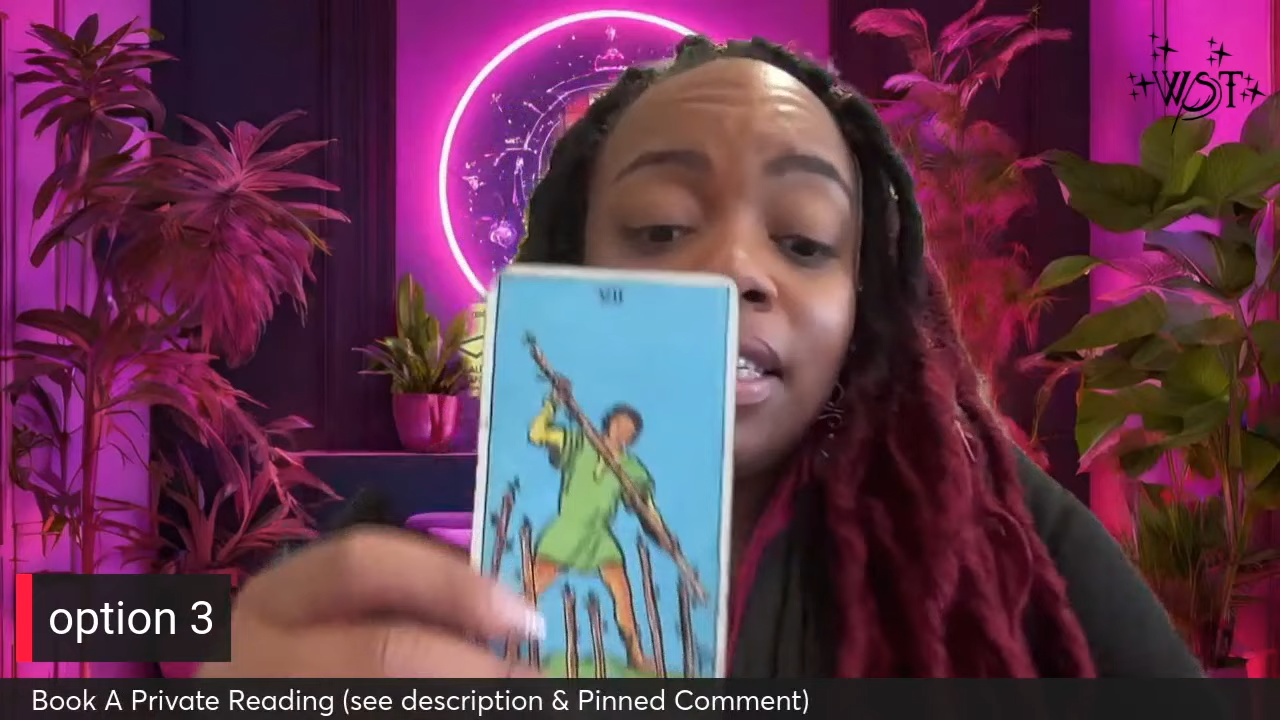 WST
VII
option 3
Book A Private Reading (see description & Pinned Comment)